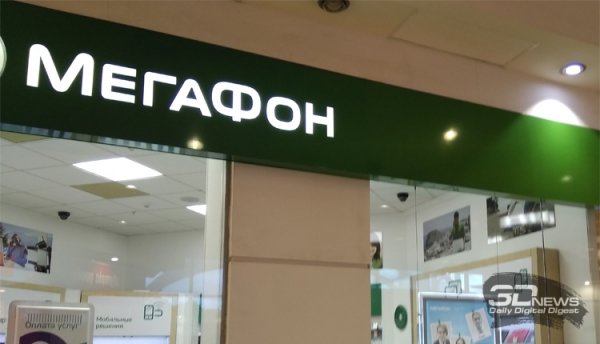 МЕГАФОН
Мобильные
решения
Оплата услуг
3DNEWS
Daily Digital Digest